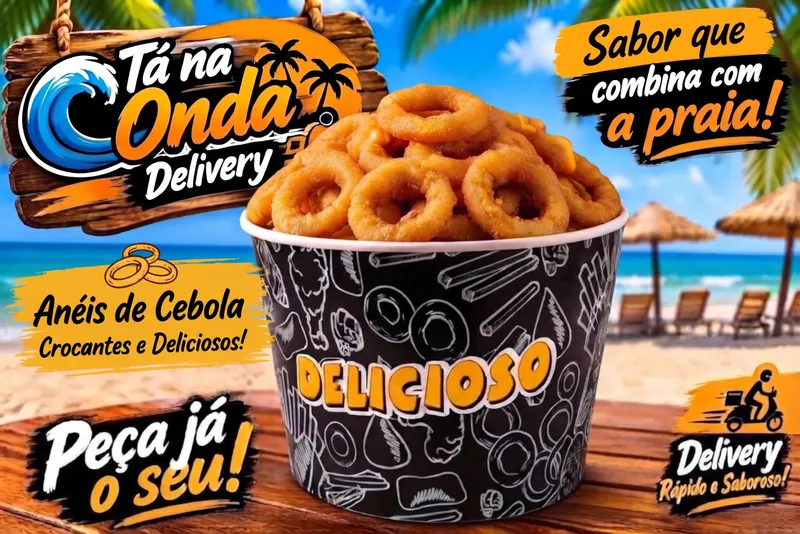 Tá na
Onda
Delivery
Sabor que
combina com
a praia!
Anéis de Cebola
Crocantes e Deliciosos!
DELICIOSO
Peça já
o seu!
Delivery
Rápido e Saboroso!